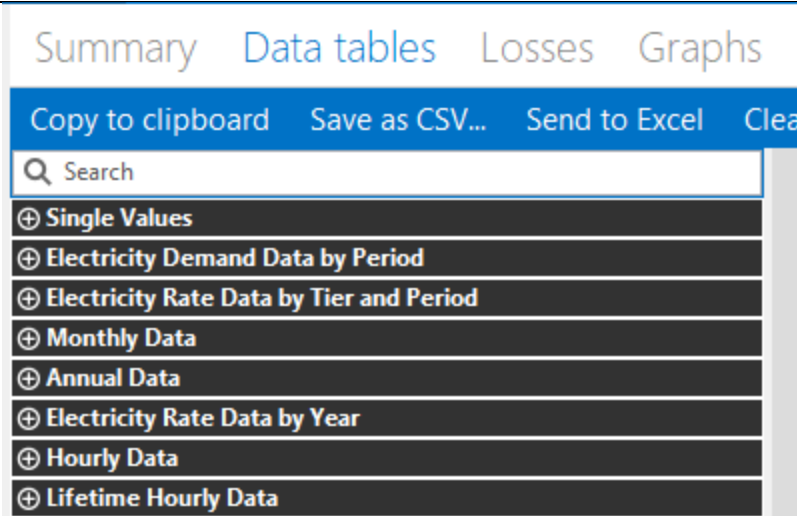 Summary Data tables Losses Graphs
Copy to clipboard Save as CSV... Send to Excel Clea
Search
Single Values
Electricity Demand Data by Period
Electricity Rate Data by Tier and Period
Monthly Data
Annual Data
Electricity Rate Data by Year
Hourly Data
Lifetime Hourly Data